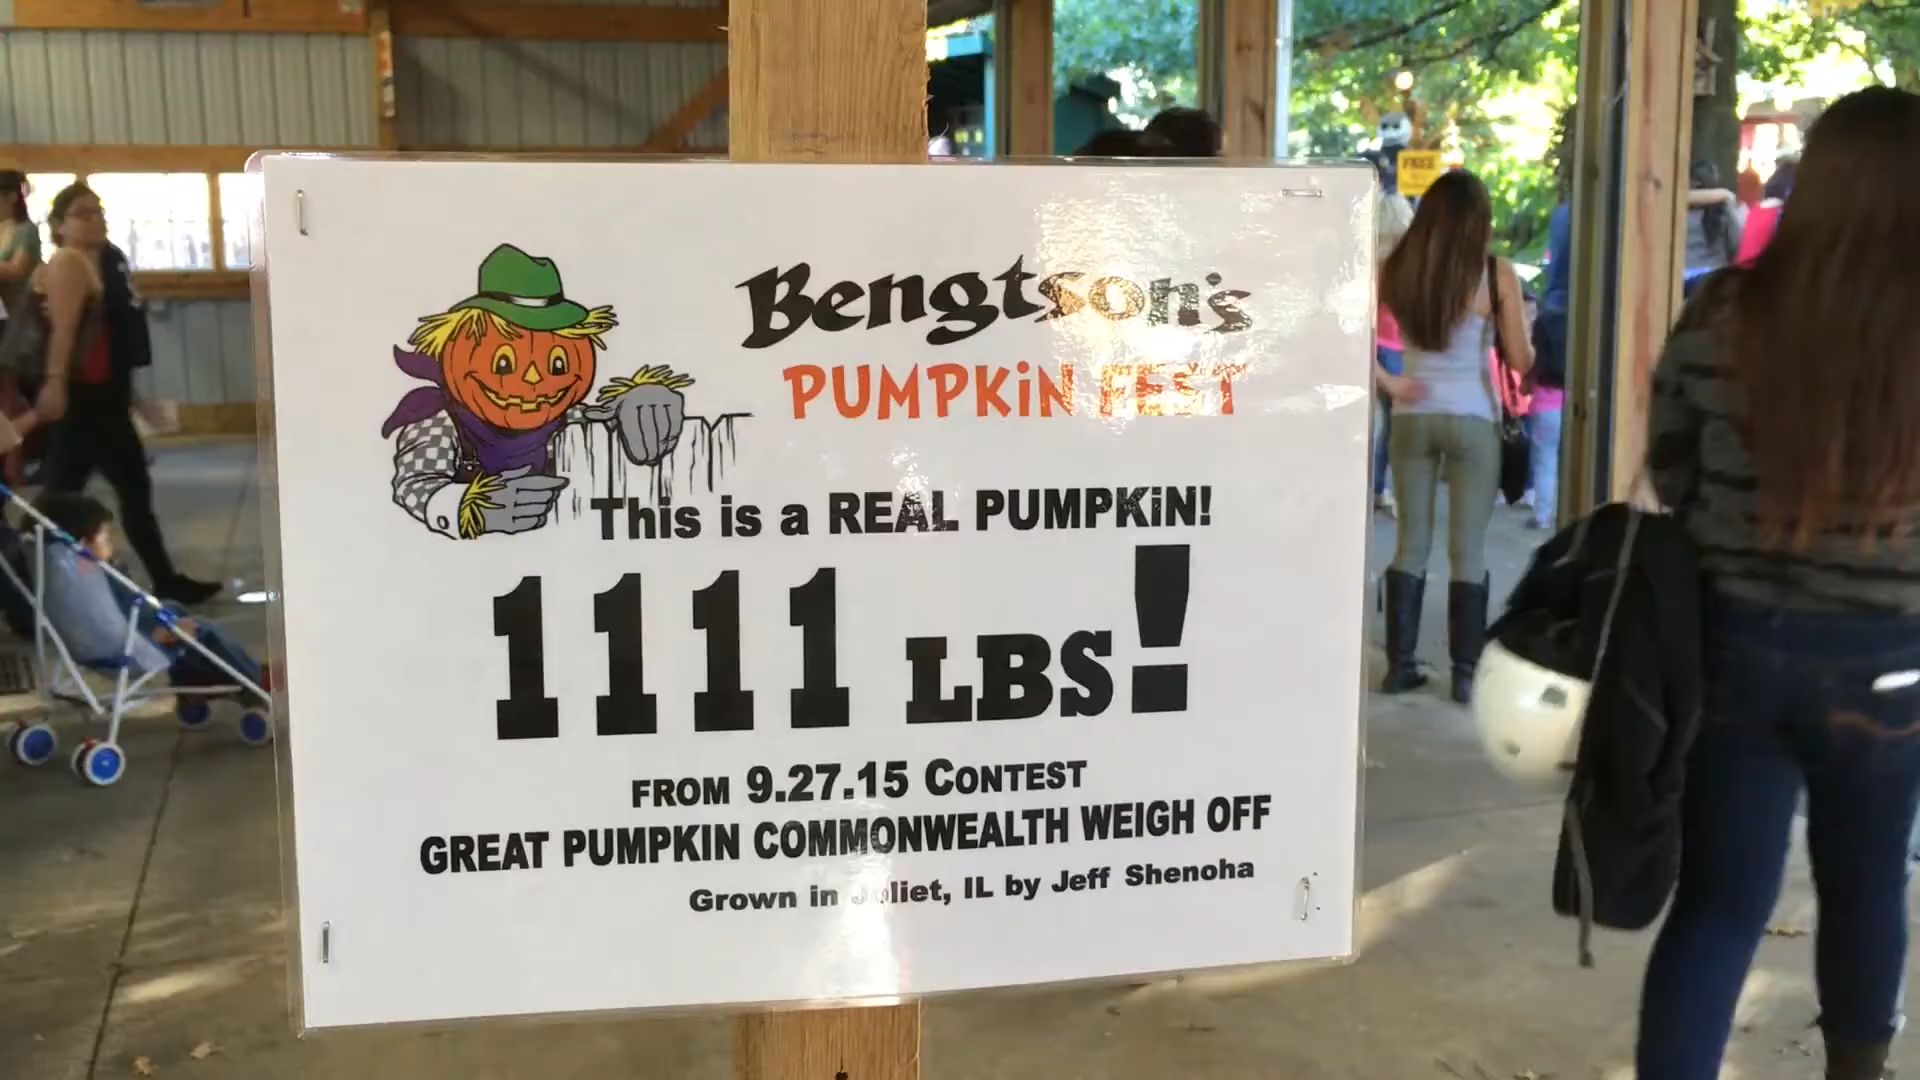 Bengtson's
PUMPKiN FEST
This is a REAL PUMPKiN!
1111 LBS!
FROM 9.27.15 CONTEST
GREAT PUMPKIN COMMONWEALTH WEIGH OFF
Grown in Joliet, IL by Jeff Shenoha
FREE